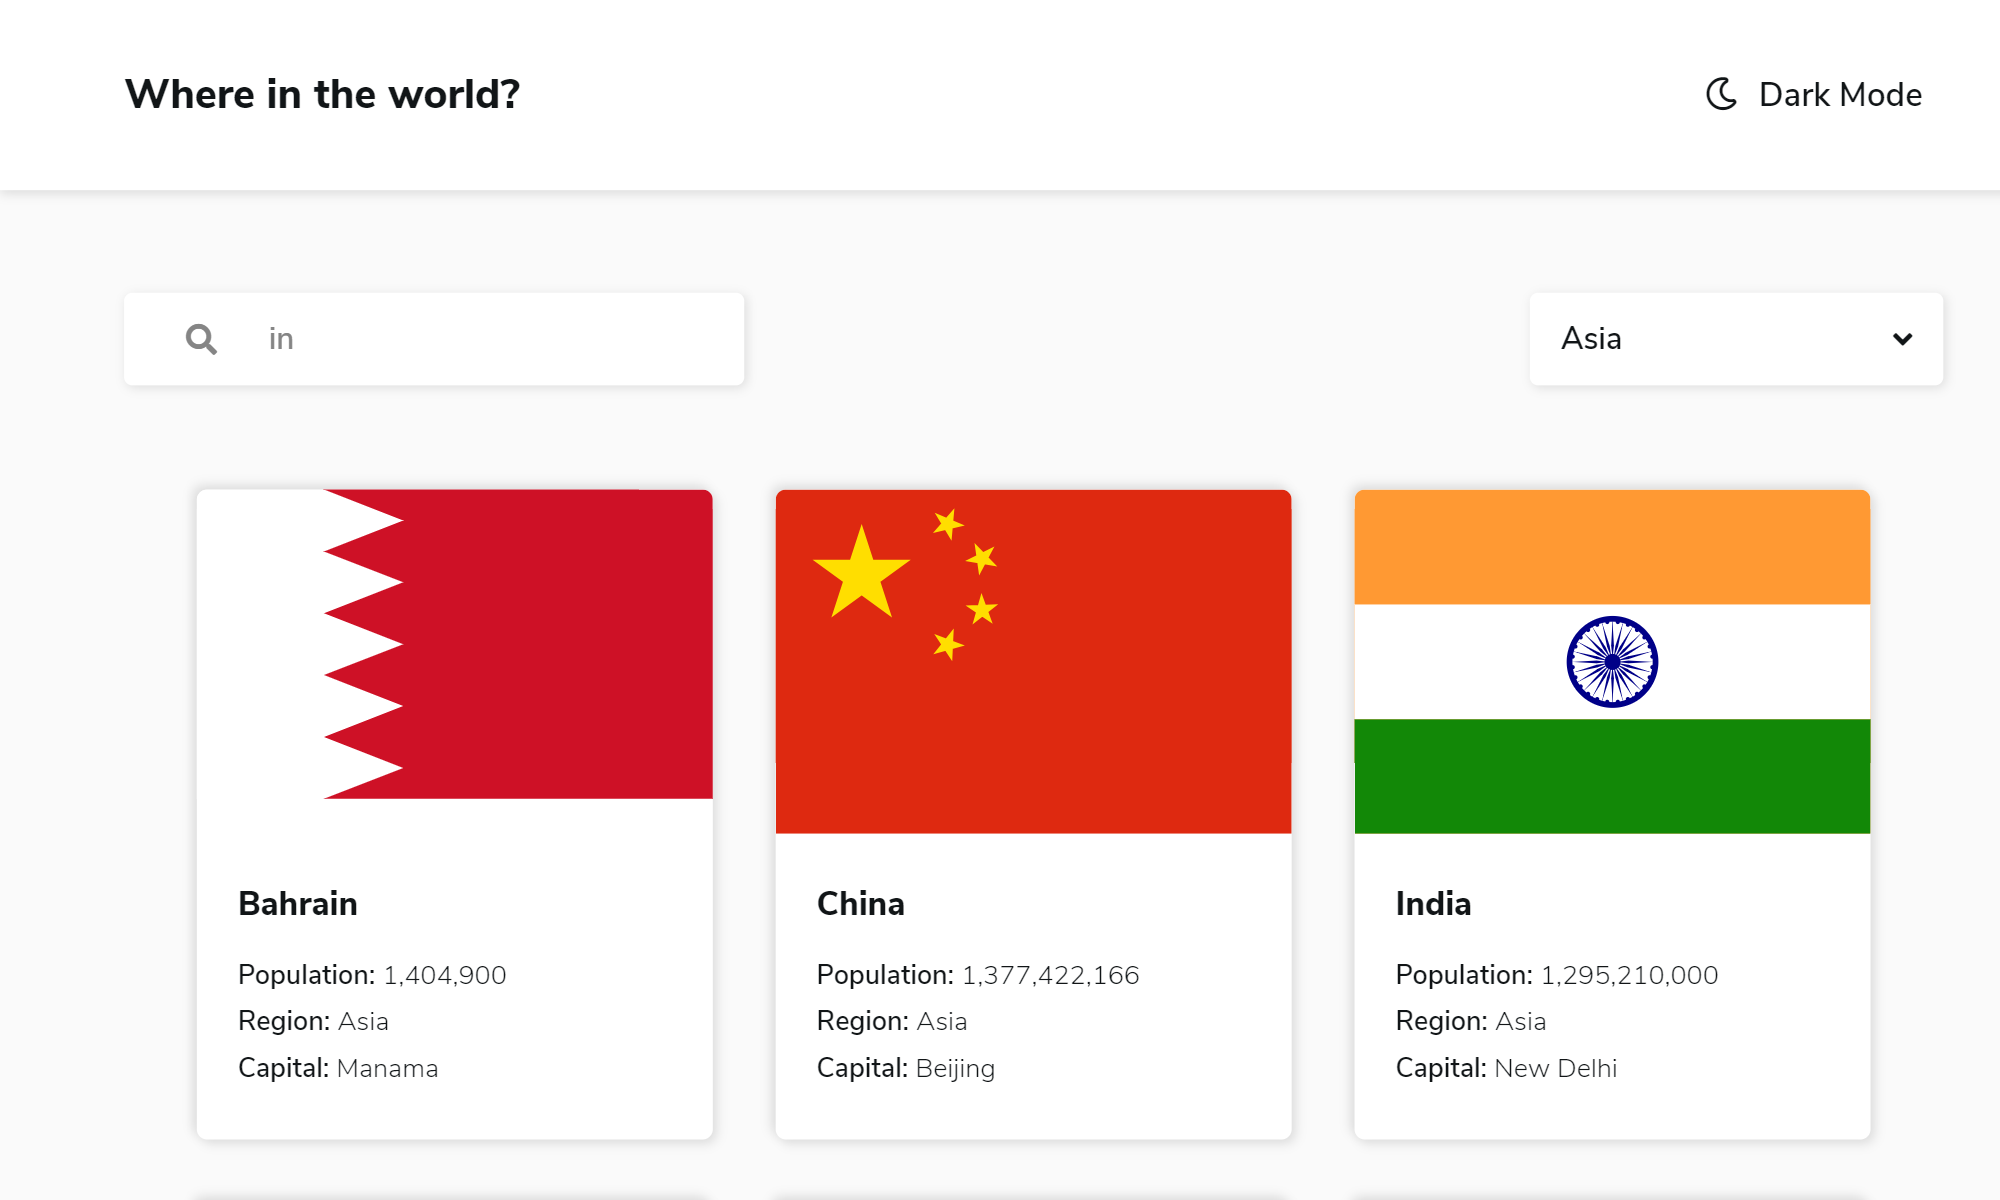 Where in the world?
Dark Mode
in
Asia
Bahrain
Population: 1,404,900
Region: Asia
Capital: Manama
China
Population: 1,377,422,166
Region: Asia
Capital: Beijing
India
Population: 1,295,210,000
Region: Asia
Capital: New Delhi